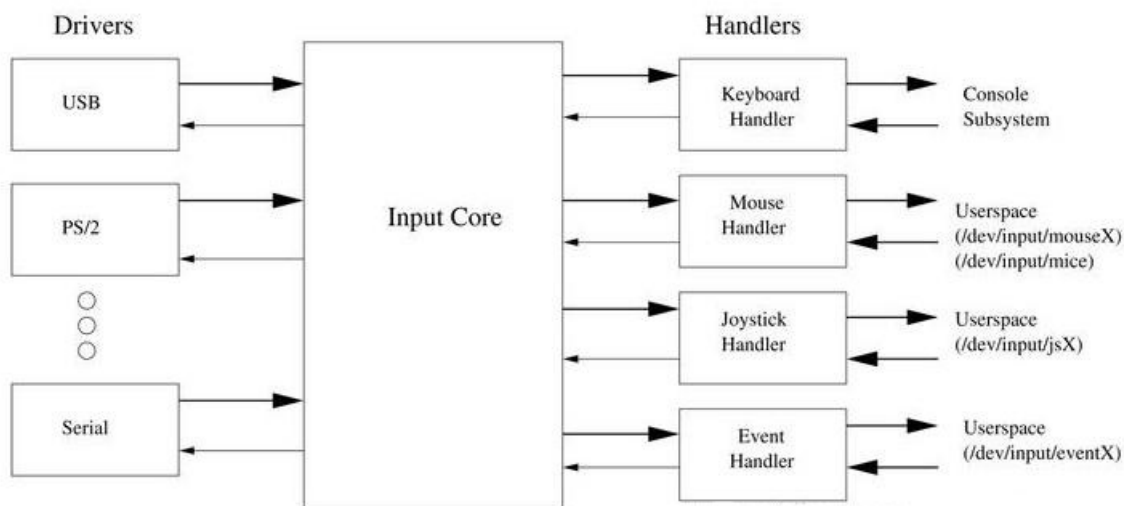 Drivers
Handlers
USB
PS/2
Serial
Input Core
Keyboard
Handler
Mouse
Handler
Joystick
Handler
Event
Handler
Console
Subsystem
Userspace
(/dev/input/mouseX)
(/dev/input/mice)
Userspace
(/dev/input/jsX)
Userspace
(/dev/input/eventX)